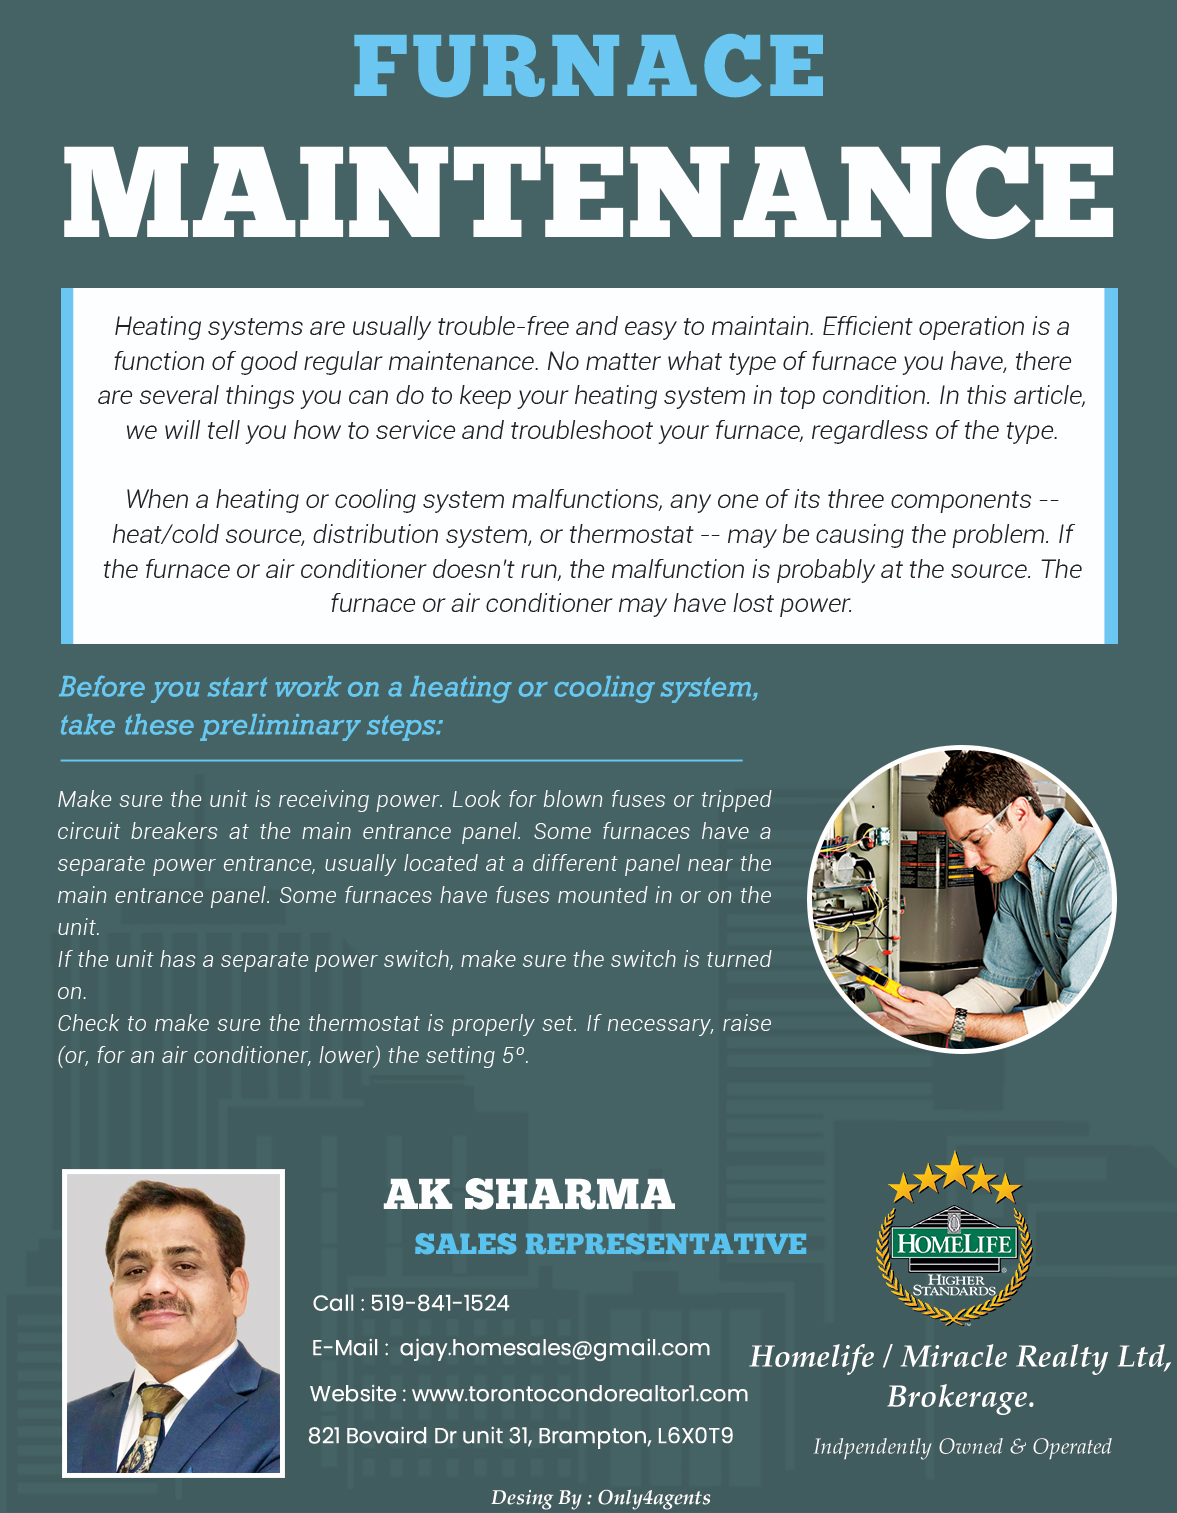 FURNACE
MAINTENANCE
Heating systems are usually trouble-free and easy to maintain. Efficient operation is a
function of good regular maintenance. No matter what type of furnace you have, there
are several things you can do to keep your heating system in top condition. In this article,
we will tell you how to service and troubleshoot your furnace, regardless of the type.
When a heating or cooling system malfunctions, any one of its three components --
heat/cold source, distribution system, or thermostat -- may be causing the problem. If
the furnace or air conditioner doesn't run, the malfunction is probably at the source. The
furnace or air conditioner may have lost power.
Before you start work on a heating or cooling system,
take these preliminary steps:
Make sure the unit is receiving power. Look for blown fuses or tripped
circuit breakers at the main entrance panel. Some furnaces have a
separate power entrance, usually located at a different panel near the
main entrance panel. Some furnaces have fuses mounted in or on the
unit.
If the unit has a separate power switch, make sure the switch is turned
on.
Check to make sure the thermostat is properly set. If necessary, raise
(or, for an air conditioner, lower) the setting 5º.
AK SHARMA
SALES REPRESENTATIVE
Call : 519-841-1524
E-Mail : ajay.homesales@gmail.com
Website : www.torontocondorealtor1.com
821 Bovaird Dr unit 31, Brampton, L6X0T9
HOMELIFE
®
HIGHER
STANDARDS
™
Homelife / Miracle Realty Ltd,
Brokerage.
Indpendently Owned & Operated
Desing By : Only4agents